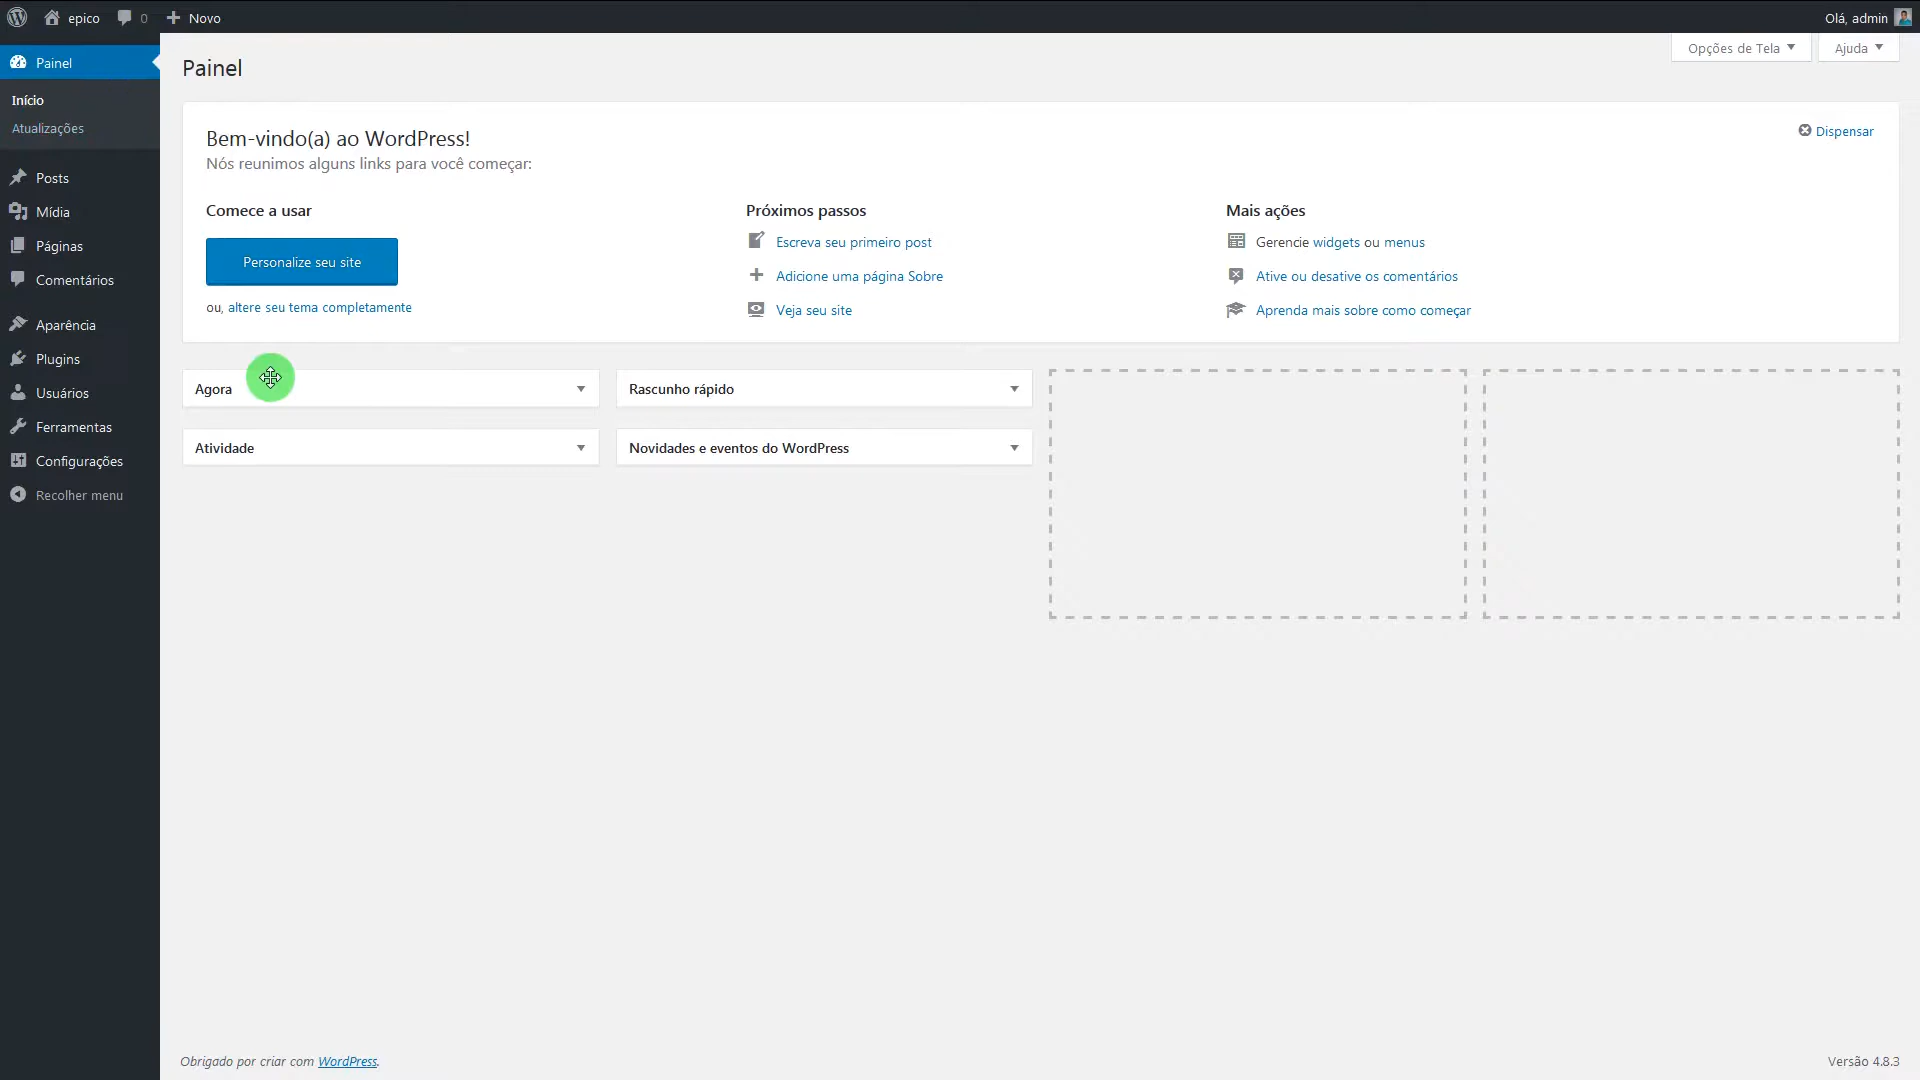 epico 0 Novo Olá, admin
Painel
Início
Atualizações
Posts
Mídia
Páginas
Comentários
Aparência
Plugins
Usuários
Ferramentas
Configurações
Recolher menu
Opções de Tela Ajuda
Painel
Bem-vindo(a) ao WordPress!
Dispensar
Nós reunimos alguns links para você começar:
Comece a usar
Personalize seu site
ou, altere seu tema completamente
Próximos passos
Escreva seu primeiro post
Adicione uma página Sobre
Veja seu site
Mais ações
Gerencie widgets ou menus
Ative ou desative os comentários
Aprenda mais sobre como começar
Agora
Rascunho rápido
Atividade
Novidades e eventos do WordPress
Obrigado por criar com WordPress.
Versão 4.8.3